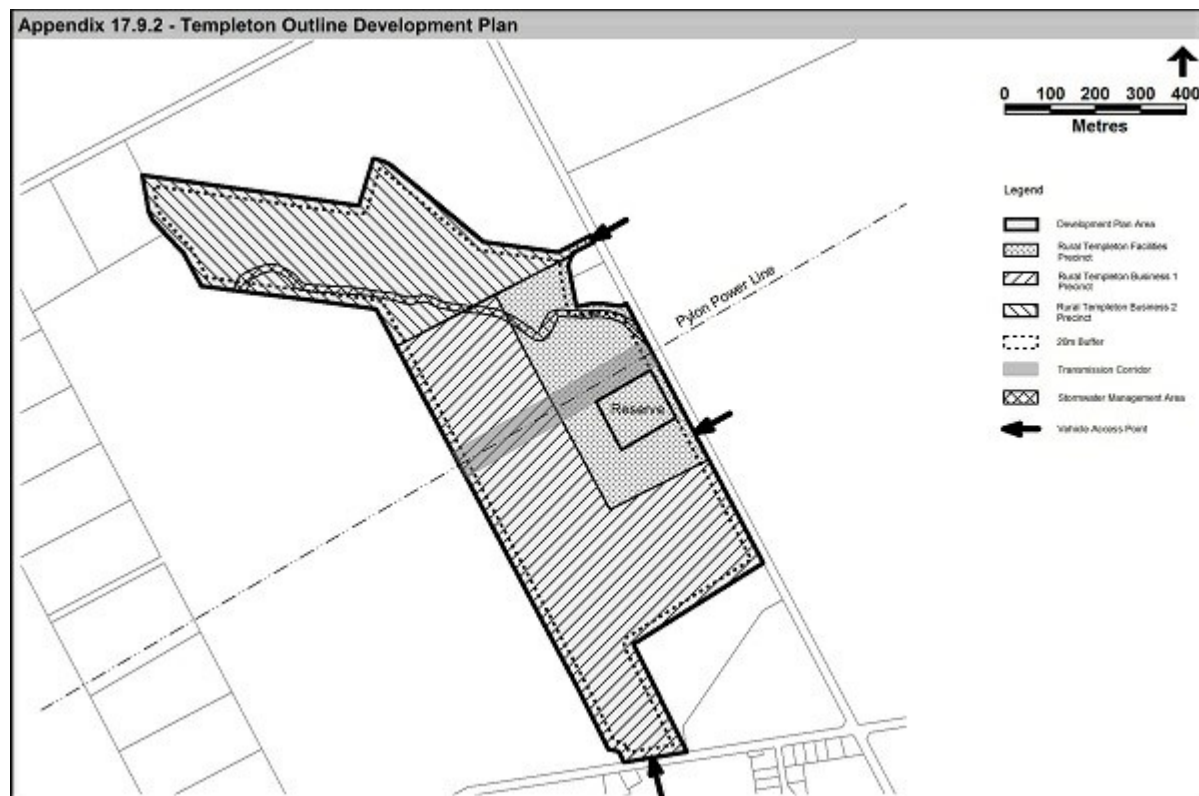 Appendix 17.9.2 - Templeton Outline Development Plan
0 100 200 300 400
Metres
Legend
Development Plan Area
Rural Templeton Facilities
Precinct
Rural Templeton Business 1
Precinct
Rural Templeton Business 2
Precinct
20m Buffer
Transmission Corridor
Stormwater Management Area
Vehicle Access Point
Pylon Power Line
Reserve